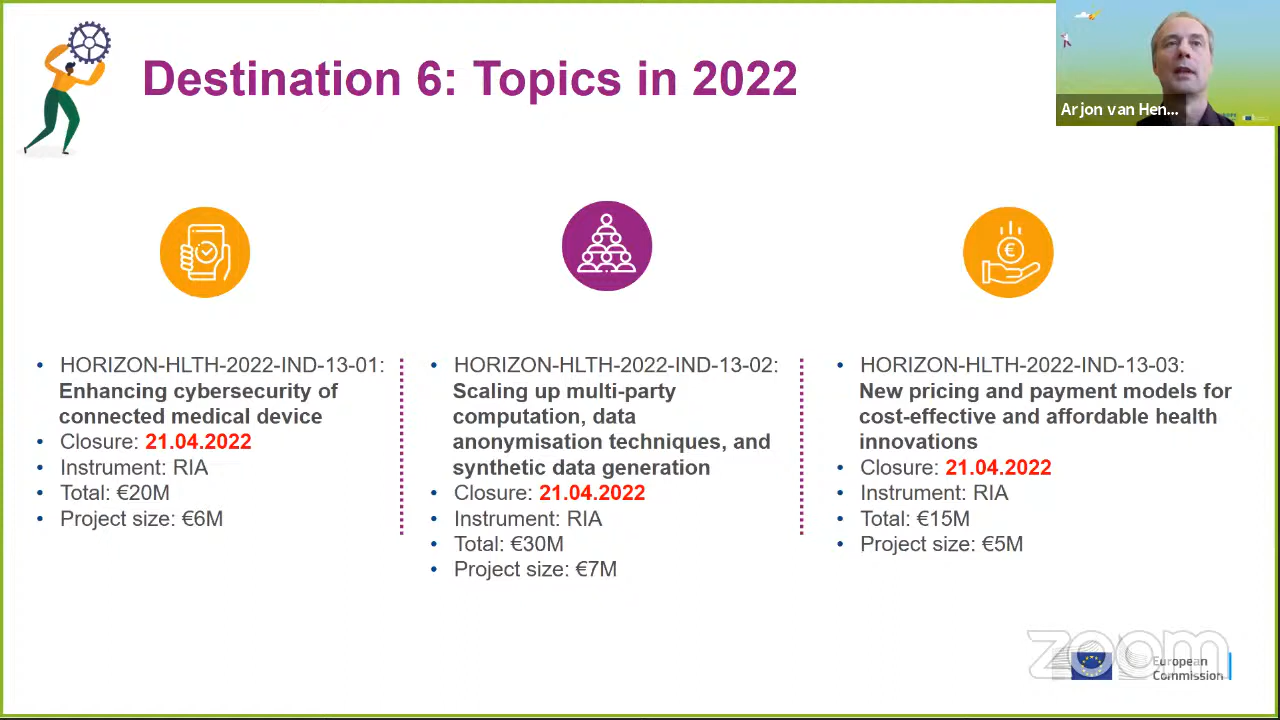 Destination 6: Topics in 2022
Arjon van Hen...
• HORIZON-HLTH-2022-IND-13-01:
Enhancing cybersecurity of
connected medical device
• Closure: 21.04.2022
• Instrument: RIA
• Total: €20M
• Project size: €6M
• HORIZON-HLTH-2022-IND-13-02:
Scaling up multi-party
computation, data
anonymisation techniques, and
synthetic data generation
• Closure: 21.04.2022
• Instrument: RIA
• Total: €30M
• Project size: €7M
€
• HORIZON-HLTH-2022-IND-13-03:
New pricing and payment models for
cost-effective and affordable health
innovations
• Closure: 21.04.2022
• Instrument: RIA
• Total: €15M
• Project size: €5M
zoom
European
Commission